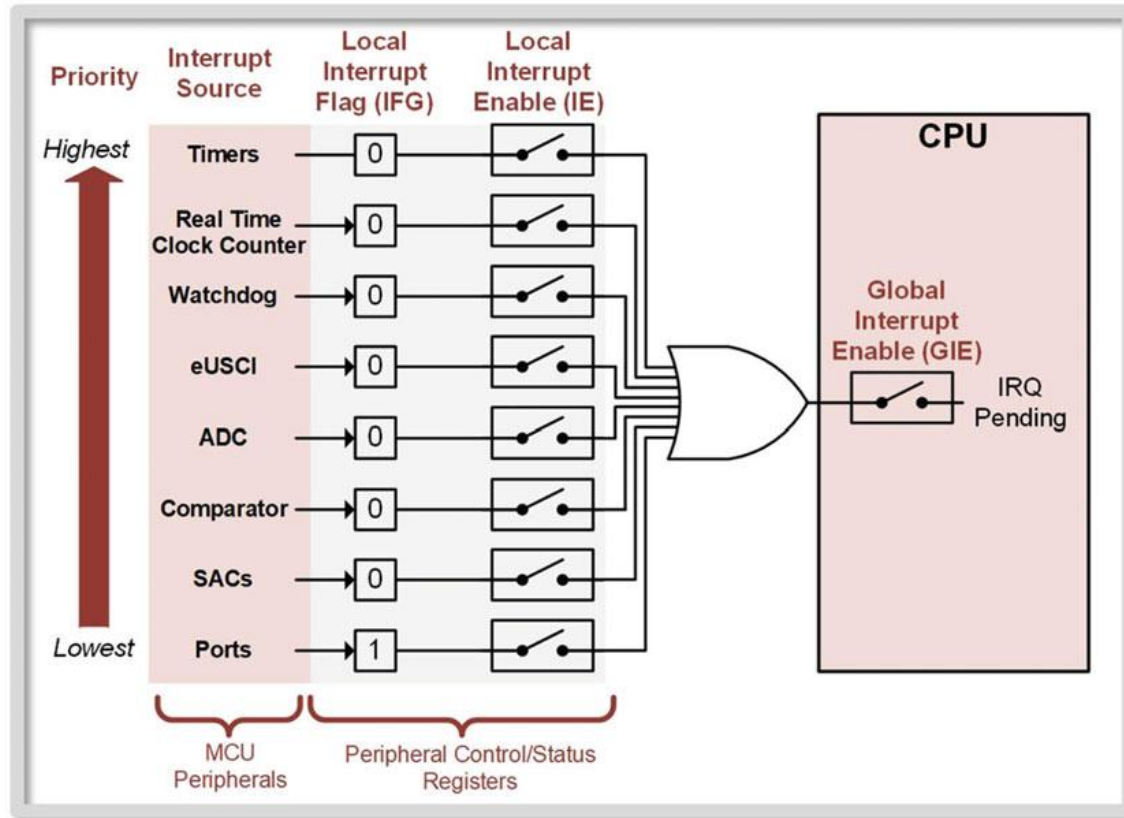 Priority
Interrupt
Source
Local
Interrupt
Flag (IFG)
Local
Interrupt
Enable (IE)
CPU
Highest
Timers
0
Real Time
Clock Counter
0
Watchdog
0
eUSCI
0
ADC
0
Comparator
0
SACs
0
Lowest
Ports
1
Global
Interrupt
Enable (GIE)
IRQ
Pending
MCU
Peripherals
Peripheral Control/Status
Registers